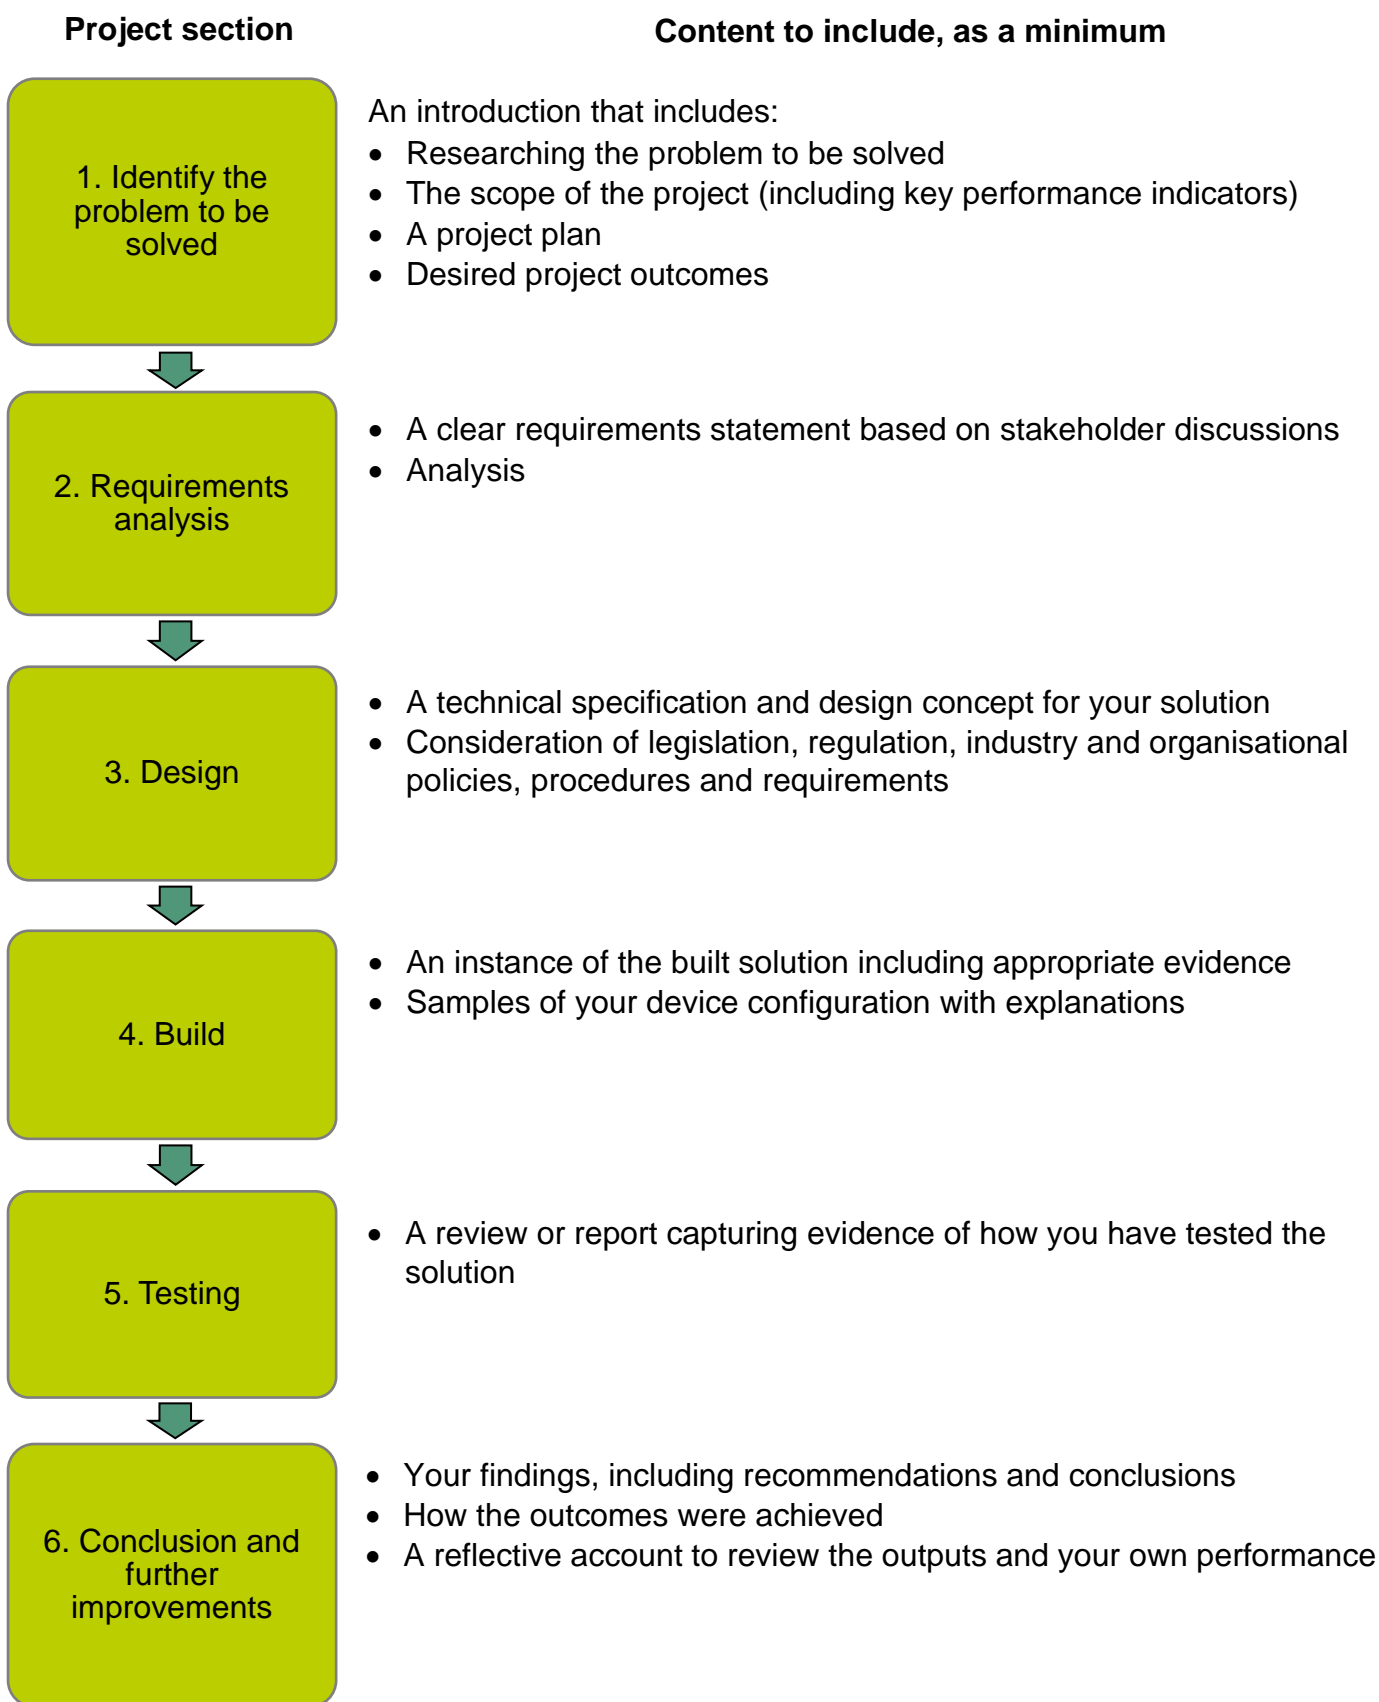 Project section
Content to include, as a minimum
1. Identify the
problem to be
solved
An introduction that includes:
• Researching the problem to be solved
• The scope of the project (including key performance indicators)
• A project plan
• Desired project outcomes
2. Requirements
analysis
• A clear requirements statement based on stakeholder discussions
• Analysis
3. Design
• A technical specification and design concept for your solution
• Consideration of legislation, regulation, industry and organisational
policies, procedures and requirements
4. Build
• An instance of the built solution including appropriate evidence
• Samples of your device configuration with explanations
5. Testing
• A review or report capturing evidence of how you have tested the
solution
6. Conclusion and
further
improvements
• Your findings, including recommendations and conclusions
• How the outcomes were achieved
• A reflective account to review the outputs and your own performance